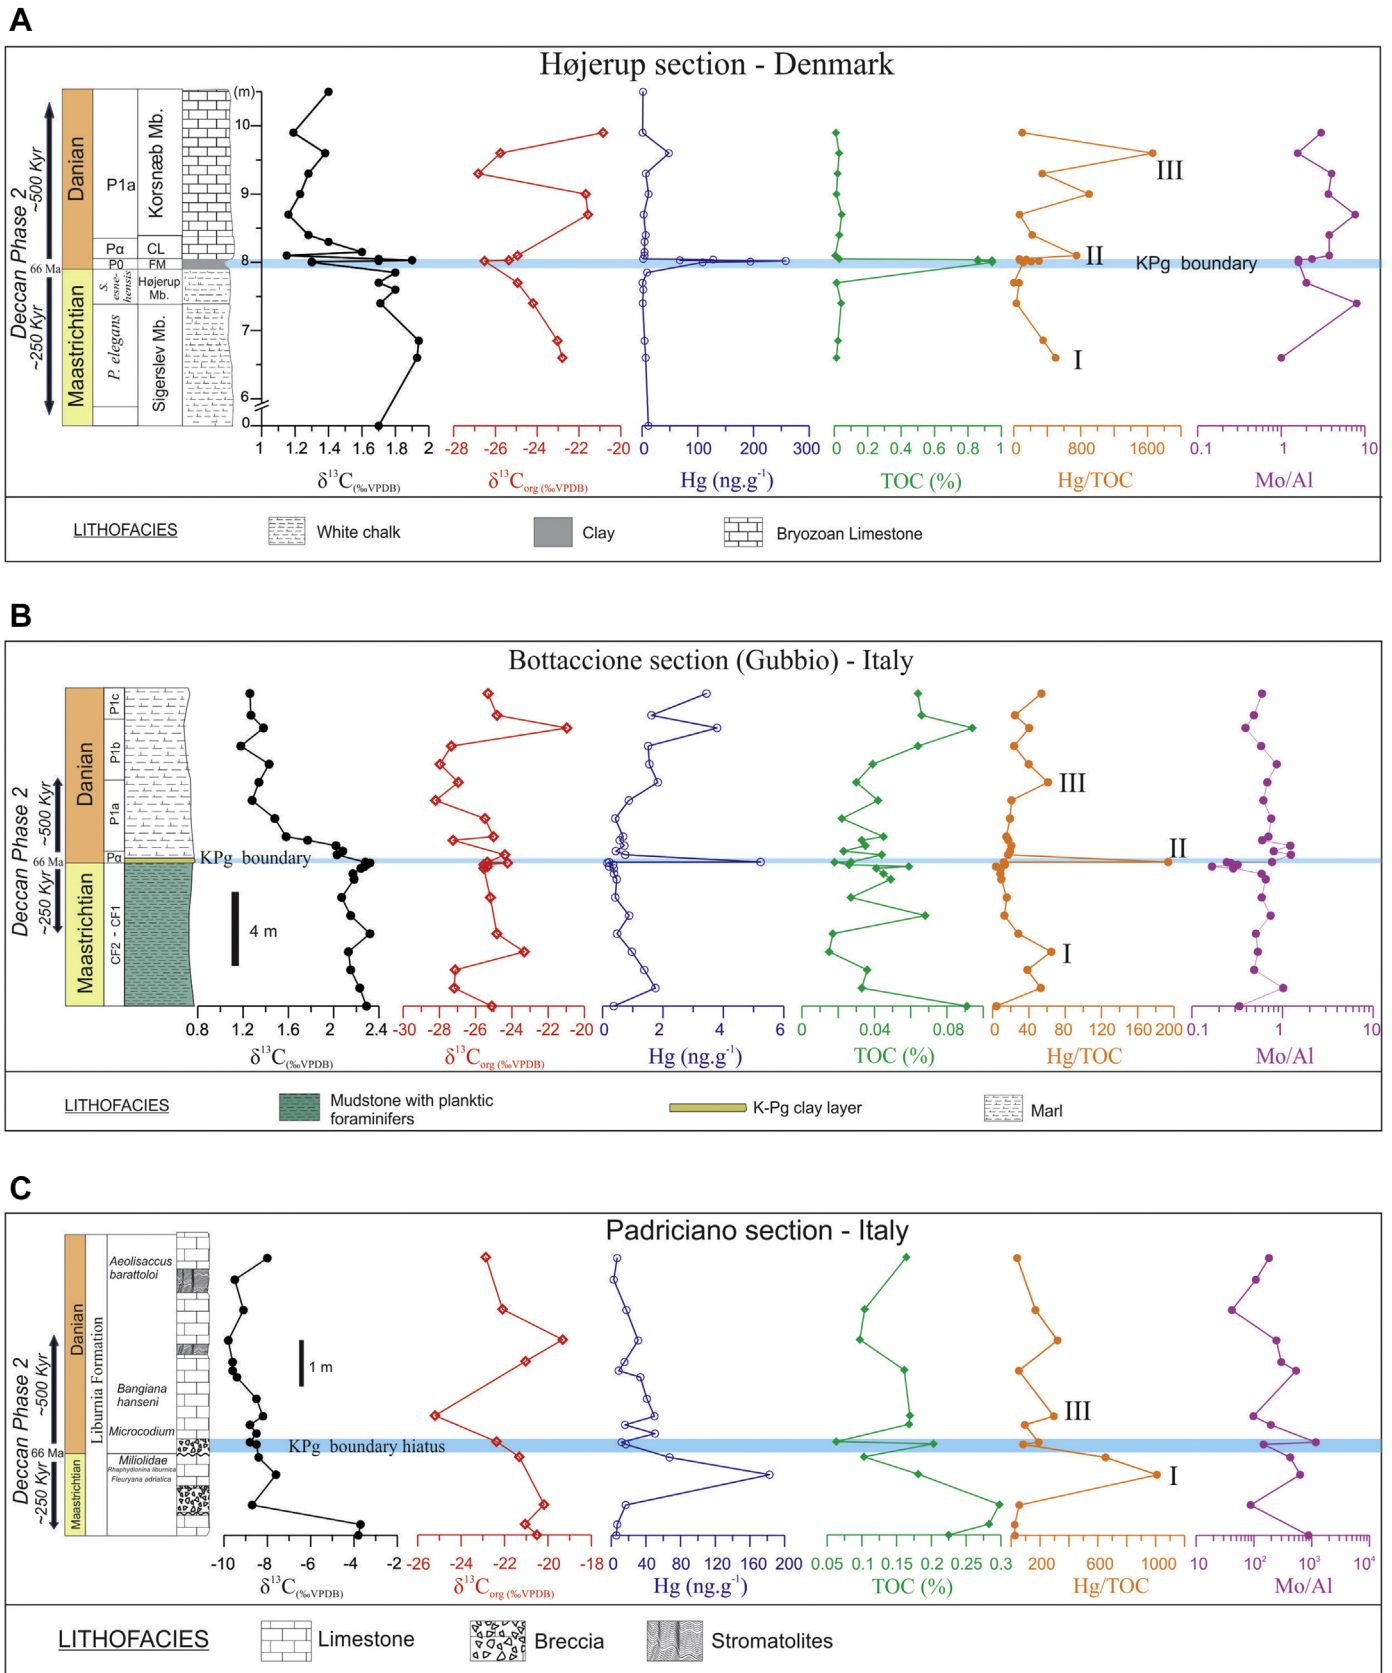 A
Højerup section - Denmark
Deccan Phase 2
~500 Kyr
66 Ma
~250 Kyr
Danian
Maastrichtian
P1a
Pα
P0
S. esne-
hensis
P. elegans
Korsnæb Mb.
CL
FM
Højerup
Mb.
Sigerslev Mb.
(m)
10
9
8
7
6
0
KPg boundary
I
II
III
1 1.2 1.4 1.6 1.8 2
-28 -26 -24 -22 -20
0 100 200 300
0 0.2 0.4 0.6 0.8 1
0 800 1600
0.1 1 10
δ13C(‰VPDB)
δ13Corg (‰VPDB)
Hg (ng.g-1)
TOC (%)
Hg/TOC
Mo/Al
LITHOFACIES
White chalk
Clay
Bryozoan Limestone
B
Bottaccione section (Gubbio) - Italy
Deccan Phase 2
~500 Kyr
66 Ma
~250 Kyr
Danian
Maastrichtian
P1c
P1b
P1a
Pα
CF2 - CF1
KPg boundary
4 m
I
II
III
0.8 1.2 1.6 2 2.4
-30 -28 -26 -24 -22 -20
0 2 4 6
0 0.04 0.08
0 40 80 120 160 200
0.1 1 10
δ13C(‰VPDB)
δ13Corg (‰VPDB)
Hg (ng.g-1)
TOC (%)
Hg/TOC
Mo/Al
LITHOFACIES
Mudstone with planktic
foraminifers
K-Pg clay layer
Marl
C
Padriciano section - Italy
Deccan Phase 2
~500 Kyr
66 Ma
~250 Kyr
Danian
Maastrichtian
Liburnia Formation
Aeolisaccus
barattoloi
Bangiana
hanseni
Microcodium
Miliolidae
Rhaphydionina liburnica
Fleuryana adriatica
1 m
KPg boundary hiatus
III
I
-10 -8 -6 -4 -2
-26 -24 -22 -20 -18
0 40 80 120 160 200
0.05 0.1 0.15 0.2 0.25 0.3
200 600 1000
10 102 103 104
δ13C(‰VPDB)
δ13Corg (‰VPDB)
Hg (ng.g-1)
TOC (%)
Hg/TOC
Mo/Al
LITHOFACIES
Limestone
Breccia
Stromatolites